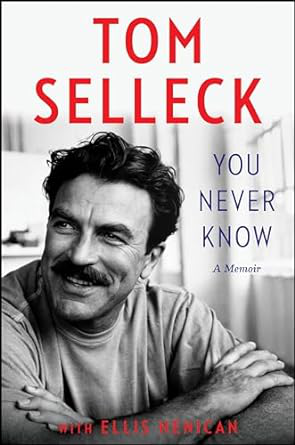 TOM
SELLECK
YOU
NEVER
KNOW
A Memoir
WITH ELLIS HENICAN